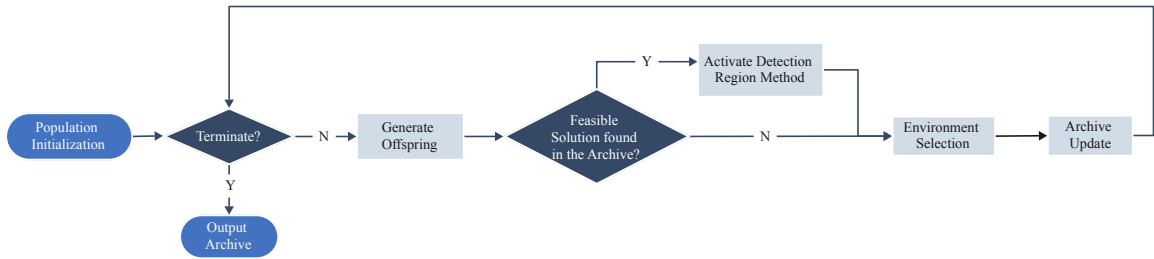 Population
Initialization
Terminate?
N
Generate
Offspring
Feasible
Solution found
in the Archive?
Y
Activate Detection
Region Method
N
Environment
Selection
Archive
Update
Y
Output
Archive